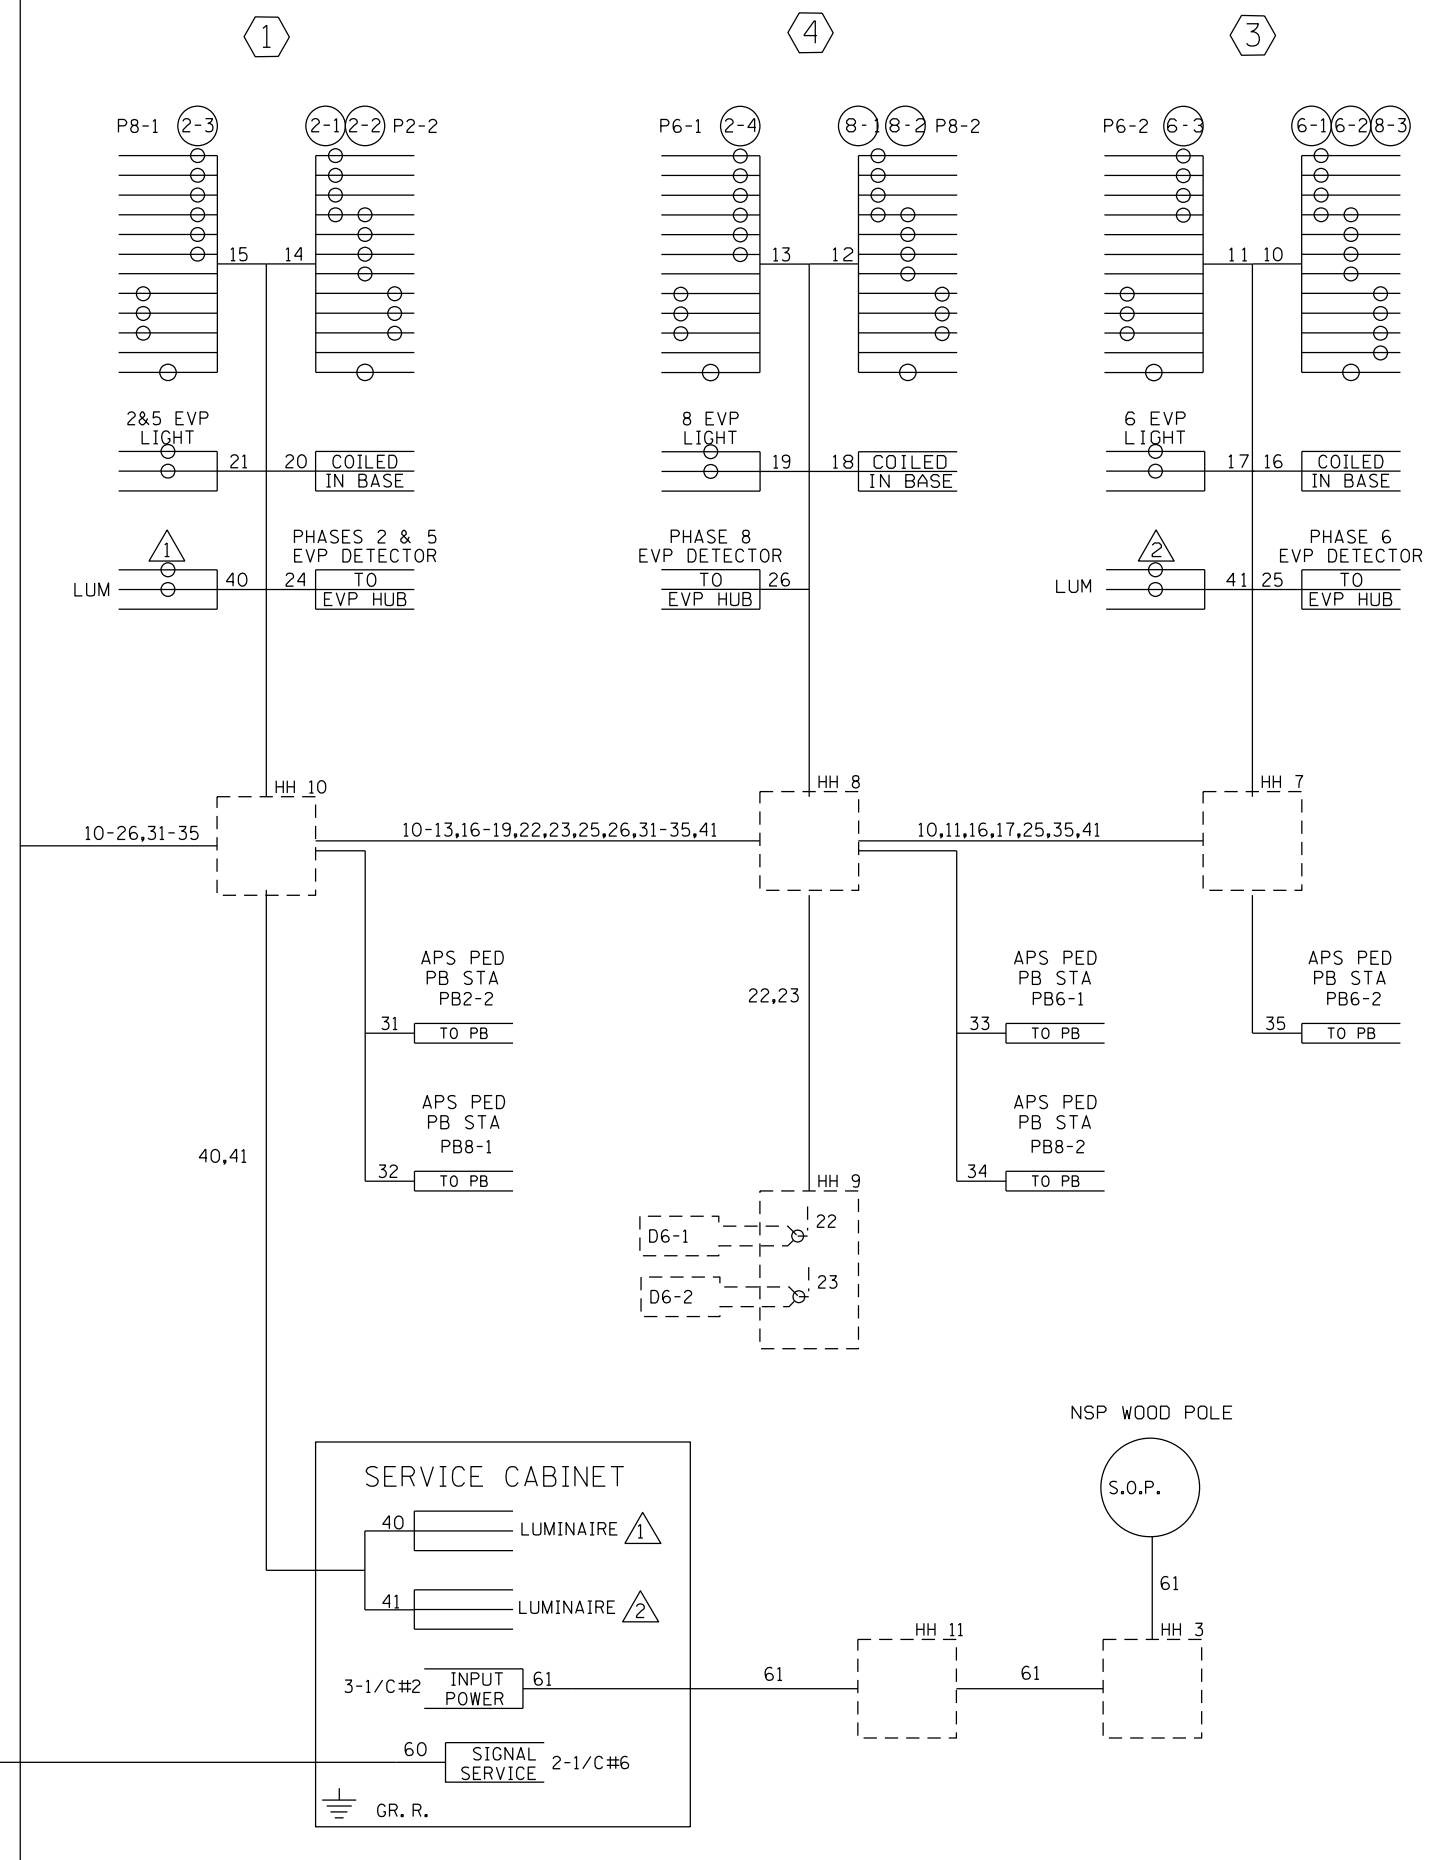 1
4
3
P8-1 2-3 2-1 2-2 P2-2
P6-1 2-4 8-1 8-2 P8-2
P6-2 6-3 6-1 6-2 8-3
15 14
13 12
11 10
2&5 EVP
LIGHT
21 20 COILED
IN BASE
8 EVP
LIGHT
19 18 COILED
IN BASE
6 EVP
LIGHT
17 16 COILED
IN BASE
1
LUM 40 24
PHASES 2 & 5
EVP DETECTOR
TO
EVP HUB
PHASE 8
EVP DETECTOR
TO
EVP HUB
26
2
LUM 41 25
PHASE 6
EVP DETECTOR
TO
EVP HUB
HH 10
HH 8
HH 7
10-26,31-35
10-13,16-19,22,23,25,26,31-35,41
10,11,16,17,25,35,41
APS PED
PB STA
PB2-2
31 TO PB
APS PED
PB STA
PB8-1
32 TO PB
22,23
APS PED
PB STA
PB6-1
33 TO PB
APS PED
PB STA
PB8-2
34 TO PB
APS PED
PB STA
PB6-2
35 TO PB
40,41
HH 9
D6-1 22
D6-2 23
NSP WOOD POLE
S.O.P.
61
SERVICE CABINET
40 LUMINAIRE 1
41 LUMINAIRE 2
3-1/C#2 INPUT
POWER
61
61
HH 11
61
HH 3
60 SIGNAL
SERVICE
2-1/C#6
GR.R.